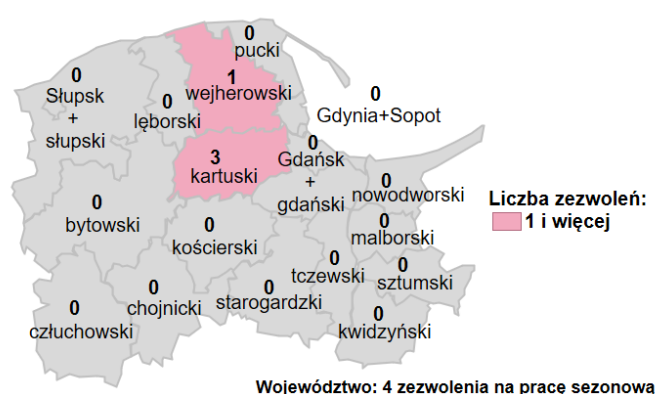 0
pucki
1
wejherowski
0
Słupsk
+
słupski
0
lęborski
0
Gdynia+Sopot
3
kartuski
0
Gdańsk
+
gdański
0
nowodworski
Liczba zezwoleń:
1 i więcej
0
bytowski
0
kościerski
0
malborski
0
tczewski
0
sztumski
0
człuchowski
0
chojnicki
0
starogardzki
0
kwidzyński
Województwo: 4 zezwolenia na pracę sezonową